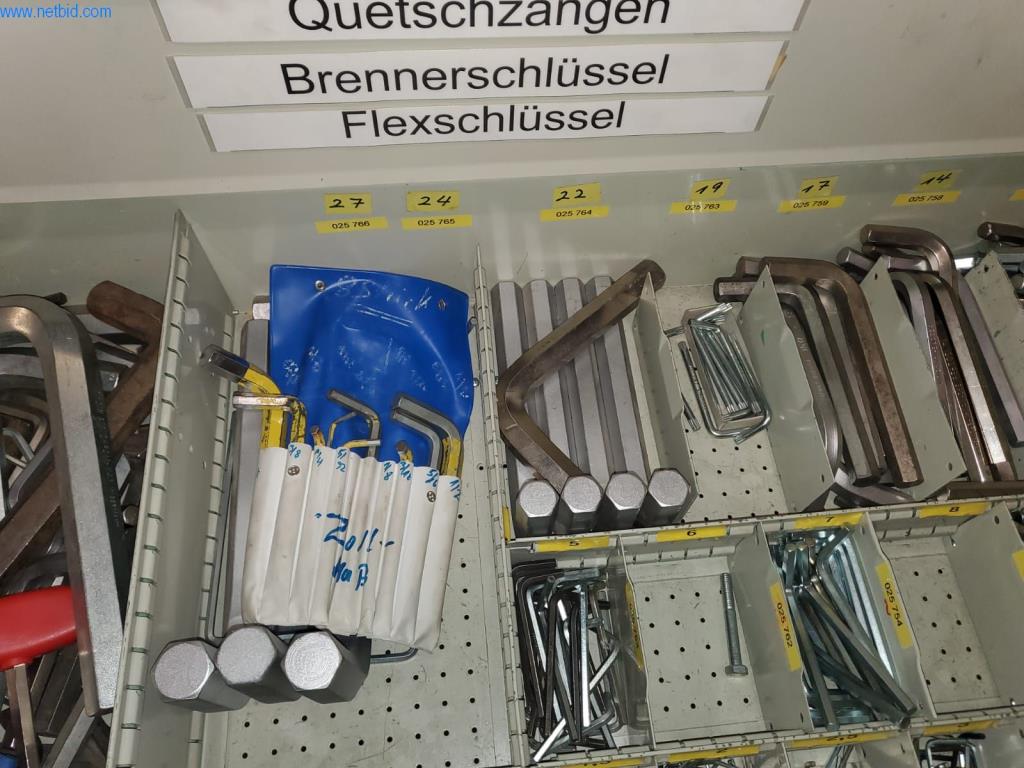 www.netbid.com
Quetschzangen
Brennerschlüssel
Flexschlüssel
27 24 22 19 17 14
025 766 025 765 025 764 025 763 025 759 025 758
Zoll-
Maß
5 6 7 8
025 762 025 754